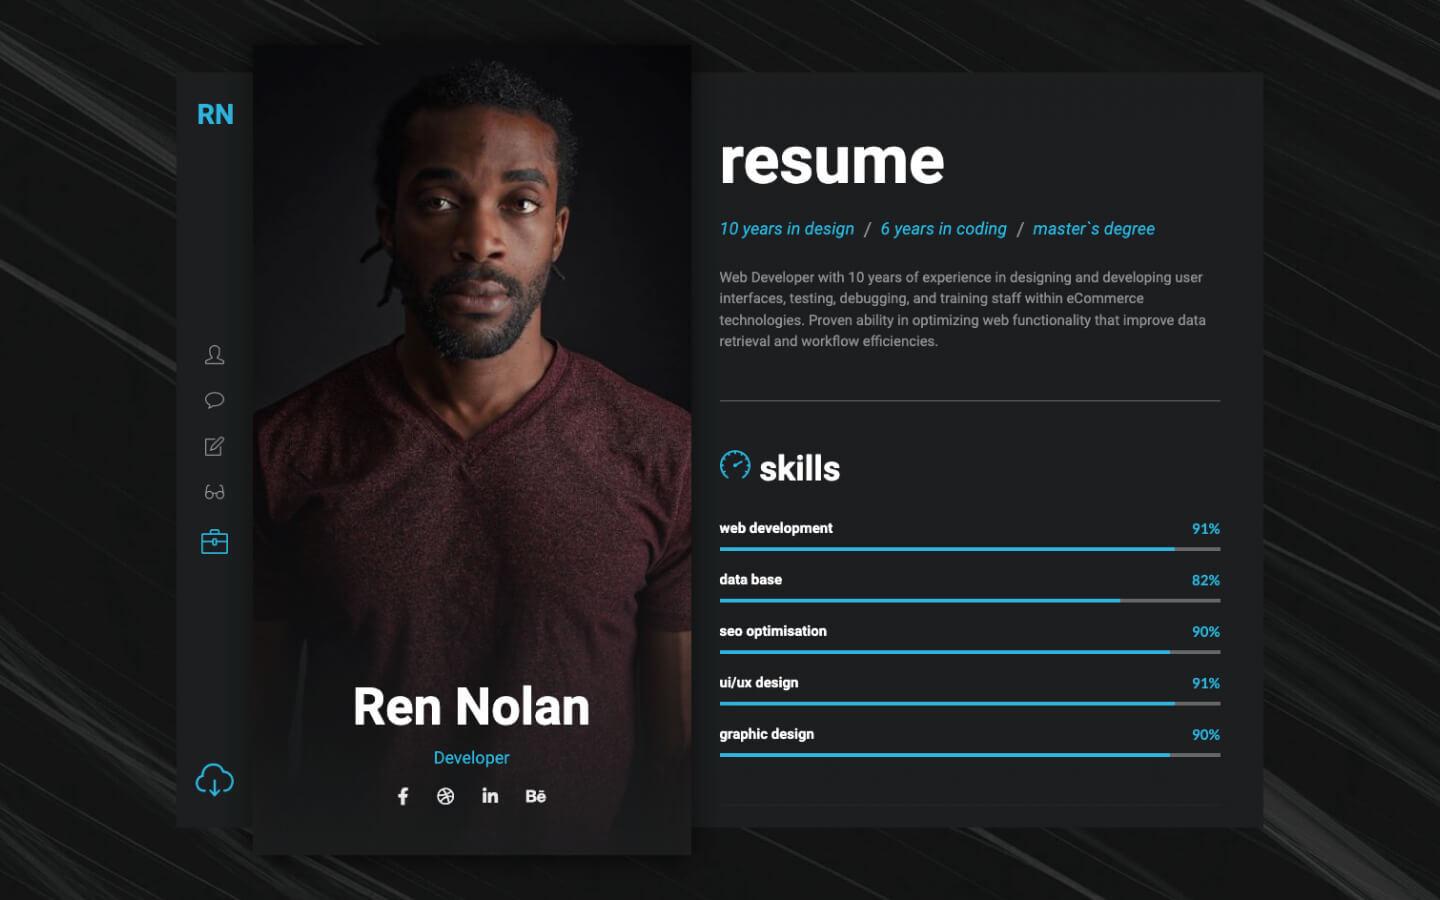 RN
resume
10 years in design / 6 years in coding / master`s degree
Web Developer with 10 years of experience in designing and developing user
interfaces, testing, debugging, and training staff within eCommerce
technologies. Proven ability in optimizing web functionality that improve data
retrieval and workflow efficiencies.
skills
web development 91%
data base 82%
seo optimisation 90%
ui/ux design 91%
graphic design 90%
Ren Nolan
Developer
f in Bē